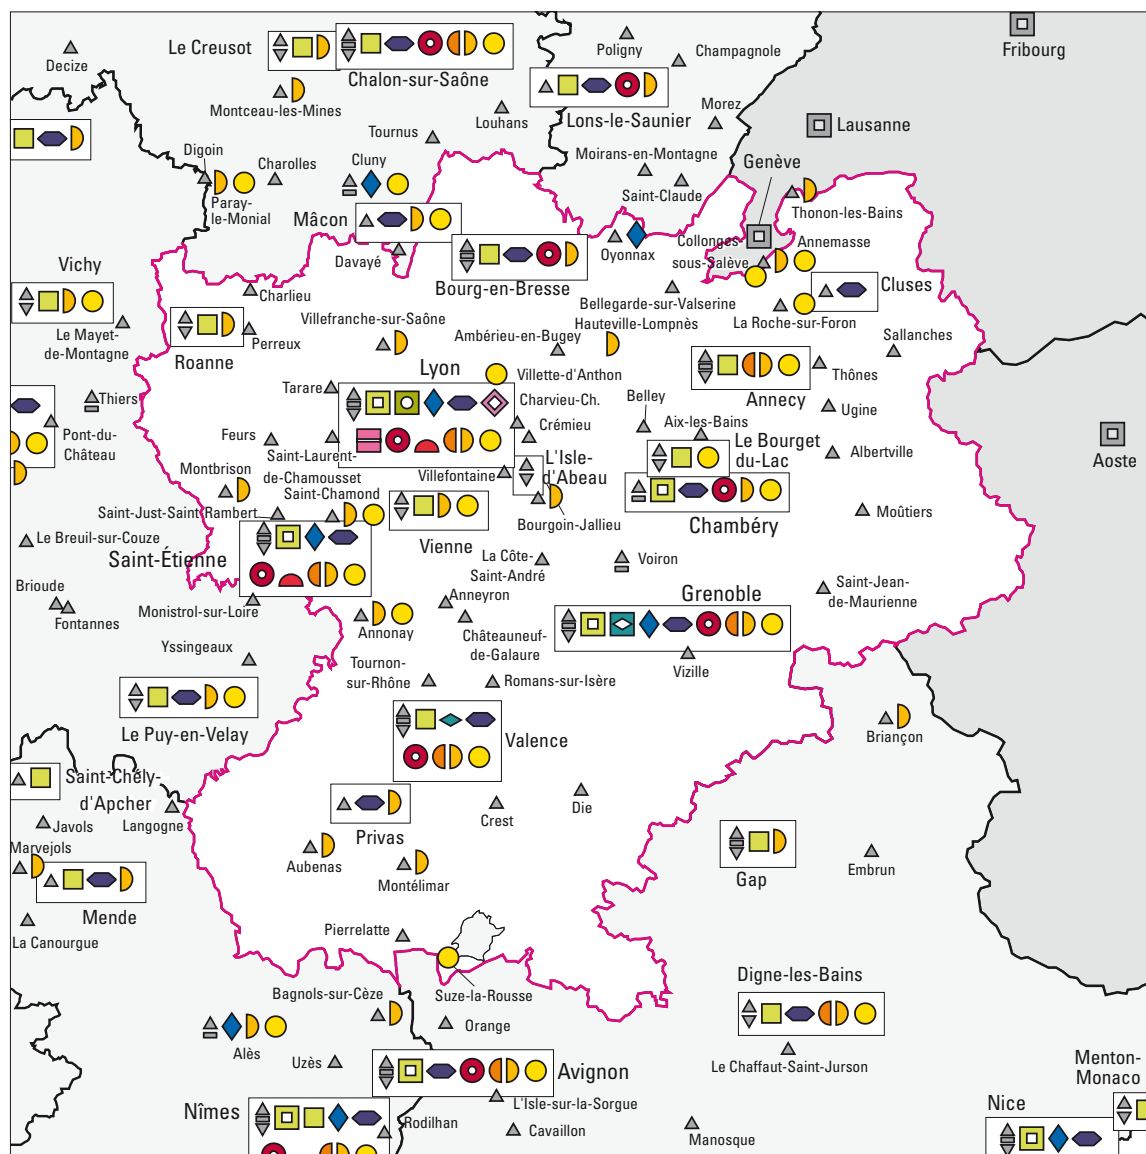 Le Creusot
Decize
Chalon-sur-Saône
Poligny
Champagnole
Fribourg
Montceau-les-Mines
Louhans
Lons-le-Saunier
Morez
Lausanne
Tournus
Digoin
Charolles
Cluny
Moirans-en-Montagne
Genève
Paray-
le-Monial
Saint-Claude
Thonon-les-Bains
Mâcon
Davayé
Oyonnax
Collonges-
sous-Salève
Annemasse
Vichy
Charlieu
Bourg-en-Bresse
Bellegarde-sur-Valserine
Cluses
La Roche-sur-Foron
Le Mayet-
de-Montagne
Roanne
Perreux
Villefranche-sur-Saône
Ambérieu-en-Bugey
Hauteville-Lompnès
Sallanches
Lyon
Villette-d'Anthon
Annecy
Thônes
Thiers
Tarare
Charvieu-Ch.
Belley
Ugine
Pont-du-
Château
Feurs
Crémieu
Aix-les-Bains
Le Bourget
du-Lac
Albertville
Aoste
Saint-Laurent-
de-Chamousset
Montbrison
Villefontaine
L'Isle-
d'Abeau
Saint-Chamond
Saint-Just-Saint-Rambert
Bourgoin-Jallieu
Chambéry
Moûtiers
Le Breuil-sur-Couze
Saint-Étienne
Vienne
La Côte-
Saint-André
Voiron
Brioude
Fontannes
Monistrol-sur-Loire
Anneyron
Grenoble
Saint-Jean-
de-Maurienne
Annonay
Châteauneuf-
de-Galaure
Yssingeaux
Tournon-
sur-Rhône
Romans-sur-Isère
Vizille
Le Puy-en-Velay
Valence
Briançon
Saint-Chély-
d'Apcher
Langogne
Javols
Privas
Crest
Die
Marvejols
Aubenas
Montélimar
Gap
Embrun
Mende
La Canourgue
Pierrelatte
Suze-la-Rousse
Digne-les-Bains
Bagnols-sur-Cèze
Orange
Alès
Uzès
Avignon
Le Chaffaut-Saint-Jurson
Menton-
Monaco
L'Isle-sur-la-Sorgue
Nîmes
Rodilhan
Cavaillon
Manosque
Nice